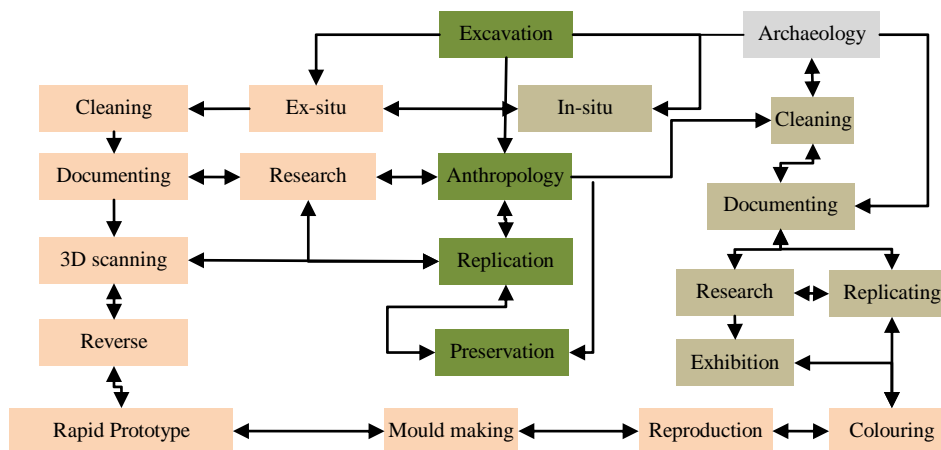 Excavation
Archaeology
Cleaning
Ex-situ
In-situ
Cleaning
Documenting
Research
Anthropology
Documenting
3D scanning
Replication
Research
Replicating
Reverse
Preservation
Exhibition
Rapid Prototype
Mould making
Reproduction
Colouring